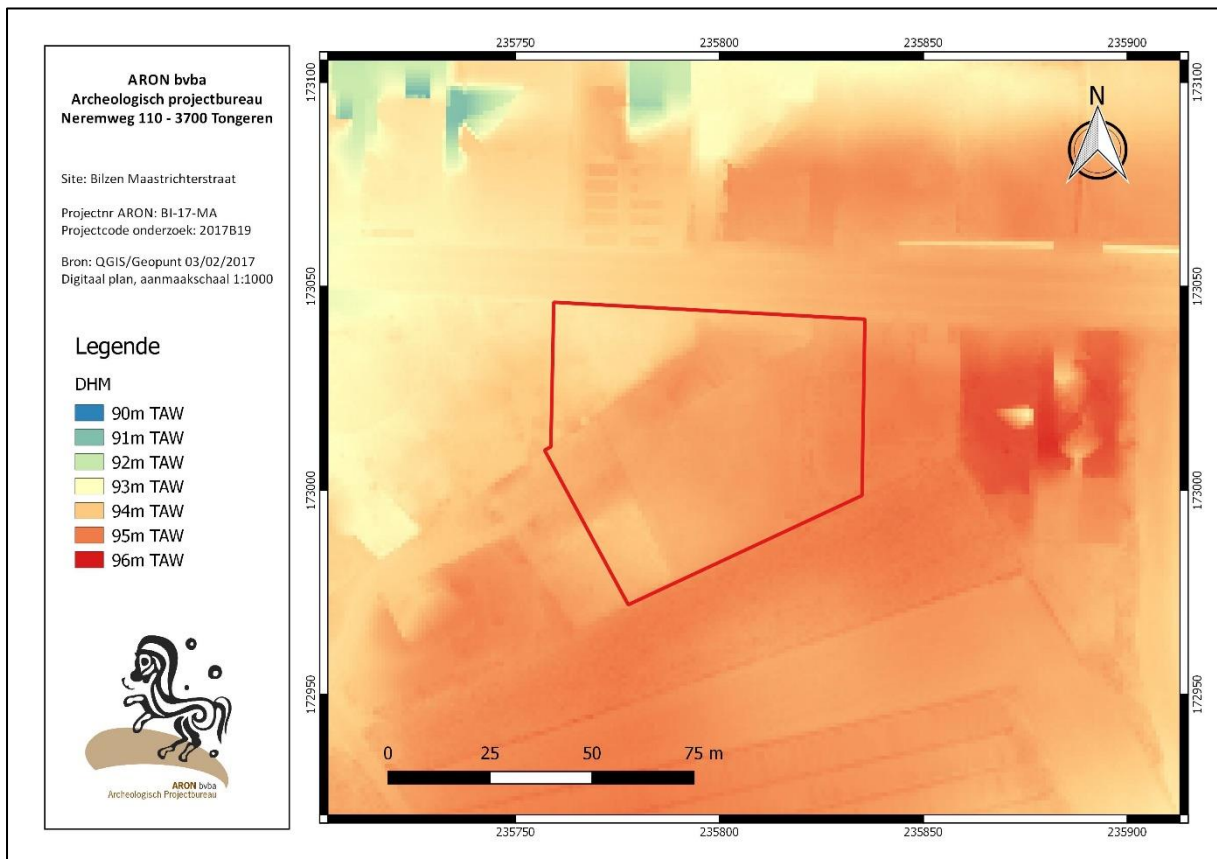 ARON bvba
Archeologisch projectbureau
Neremweg 110 - 3700 Tongeren
Site: Bilzen Maastrichterstraat
Projectnr ARON: BI-17-MA
Projectcode onderzoek: 2017B19
Bron: QGIS/Geopunt 03/02/2017
Digitaal plan, aanmaakschaal 1:1000
Legende
DHM
90m TAW
91m TAW
92m TAW
93m TAW
94m TAW
95m TAW
96m TAW
ARON bvba
Archeologisch Projectbureau
235750 235800 235850 235900
173100 173100
N
173050 173050
173000 173000
172950 172950
0 25 50 75 m
235750 235800 235850 235900